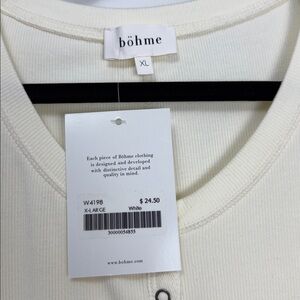 böhme
XL
Each piece of Böhme clothing
is designed and developed
with distinctive detail and
quality in mind.
W4198 $ 24.50
X-LARGE White
30000054855
www.bohme.com